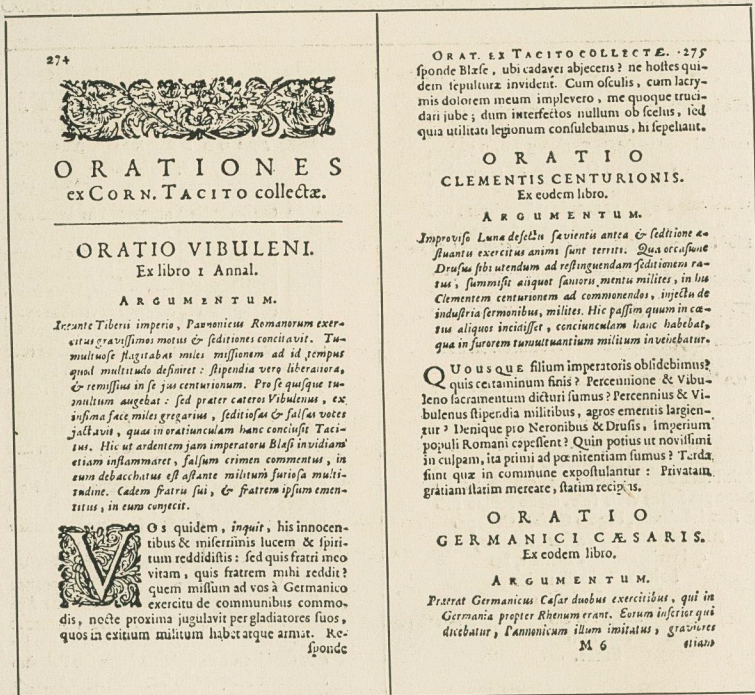 274
ORATIONES
ex CORN. TACITO collectæ.
ORATIO VIBULENI.
Ex libro 1 Annal.
ARGUMENTUM.
Ineunte Tiberii imperio, Pannonicus Romanorum exer-
citus gravissimos motus & seditiones concitavit. Tu-
multuose flagitabat miles missionem ad id tempus
quod multitudo definiret: stipendia vero liberaliora,
& remissius in se jus centurionum. Pro se quisque tu-
multum augebat: sed præter cæteros Vibulenus, ex
infima fæce miles gregarius, seditiosas & falsas voces
jactavit, quas in oratiunculam hanc conclusit Taci-
tus. Hic ut ardentem jam imperatoris Blæsi invidiam
etiam inflammaret, falsum crimen commentus, in
eum debacchatus est astante militum furiosa multi-
tudine. Cædem fratris sui, & fratrem ipsum emen-
titus, in eum conjecit.
VOs quidem, inquit, his innocen-
tibus & miserrimis lucem & spiri-
tum reddidistis: sed quis fratri meo
vitam, quis fratrem mihi reddit?
quem missum ad vos à Germanico
exercitu de communibus commo-
dis, nocte proxima jugulavit per gladiatores suos,
quos in exitium militum habet atque armat. Re-
sponde
ORAT. EX TACITO COLLECTÆ. 275
sponde Blæse, ubi cadaver abjeceris? ne hostes qui-
dem sepulturæ invident. Cum osculis, cum lacry-
mis dolorem meum implevero, me quoque truci-
dari jube; dum interfectos nullum ob scelus, sed
quia utilitati legionum consulebamus, hi sepeliant.
ORATIO
CLEMENTIS CENTURIONIS.
Ex eodem libro.
ARGUMENTUM.
Improviso Lunæ defectu sævientis antea & seditione æ-
stuantis exercitus animi sunt territi. Qua occasione
Drusus sibi utendum ad restinguendam seditionem ra-
tus, summisit aliquot sanioris mentis milites, in his
Clementem centurionem ad commonendos, injectis de
industria sermonibus, milites. Hic passim quum in cœ-
tus aliquos incidisset, conciunculam hanc habebat,
qua in furorem tumultuantium militum invehebatur.
QUOUSQUE filium imperatoris obsidebimus?
quis certaminum finis? Percennione & Vibu-
leno sacramentum dicturi sumus? Percennius & Vi-
bulenus stipendia militibus, agros emeritis largien-
tur? Denique pro Neronibus & Drusis, Imperium
populi Romani capessent? Quin potius ut novissimi
in culpam, ita primi ad pœnitentiam sumus? Tarda
sunt quæ in commune expostulantur: Privatam
gratiam statim mereare, statim recipias.
ORATIO
GERMANICI CÆSARIS.
Ex eodem libro.
ARGUMENTUM.
Præerat Germanicus Cæsar duobus exercitibus, qui in
Germania propter Rhenum erant. Eorum inferior qui
dicebatur, Pannonicum illum imitatus, graviores
M 6 etiam